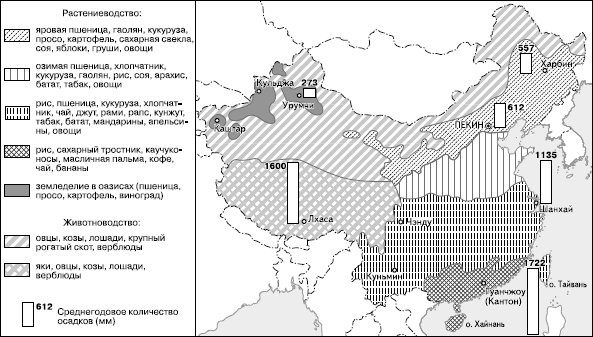 Растениеводство:
яровая пшеница, гаолян, кукуруза,
просо, картофель, сахарная свекла,
соя, яблоки, груши, овощи
озимая пшеница, хлопчатник,
кукуруза, гаолян, рис, соя, арахис,
батат, табак, овощи
рис, пшеница, кукуруза, хлопчат-
ник, чай, джут, рами, рапс, кунжут,
табак, батат, мандарины, апельси-
ны, овощи
рис, сахарный тростник, каучуко-
носы, масличная пальма, кофе,
чай, бананы
земледелие в оазисах (пшеница,
просо, картофель, виноград)
Животноводство:
овцы, козы, лошади, крупный
рогатый скот, верблюды
яки, овцы, козы, лошади,
верблюды
612
Среднегодовое количество
осадков (мм)
557
Харбин
Кульджа
273
Урумчи
612
ПЕКИН
Кашгар
1135
1600
Шанхай
Лхаса
Чэнду
1722
Куньмин
о. Тайвань
Гуанчжоу
(Кантон)
о. Хайнань